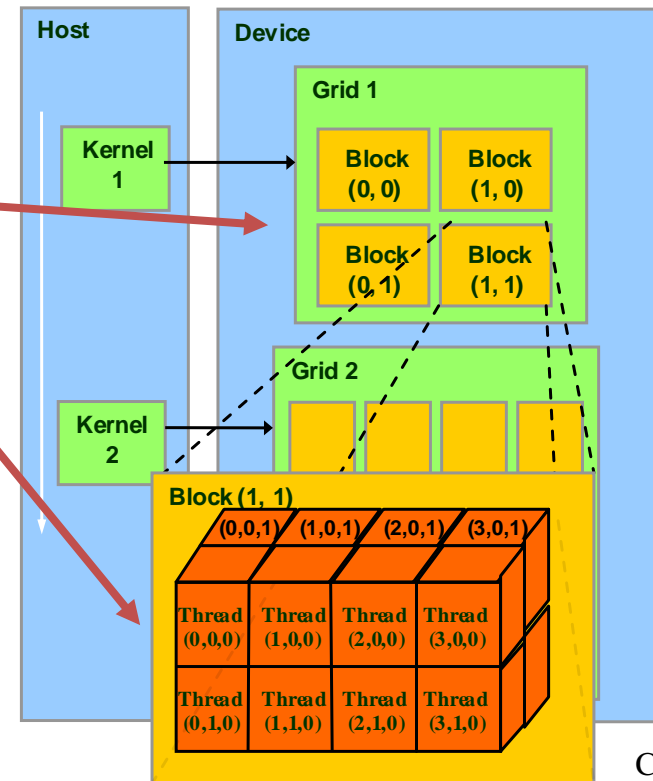 Host
Device
Grid 1
Kernel
1
Block
(0, 0)
Block
(1, 0)
Block
(0, 1)
Block
(1, 1)
Grid 2
Kernel
2
Block (1, 1)
(0,0,1) (1,0,1) (2,0,1) (3,0,1)
Thread
(0,0,0)
Thread
(1,0,0)
Thread
(2,0,0)
Thread
(3,0,0)
Thread
(0,1,0)
Thread
(1,1,0)
Thread
(2,1,0)
Thread
(3,1,0)
C